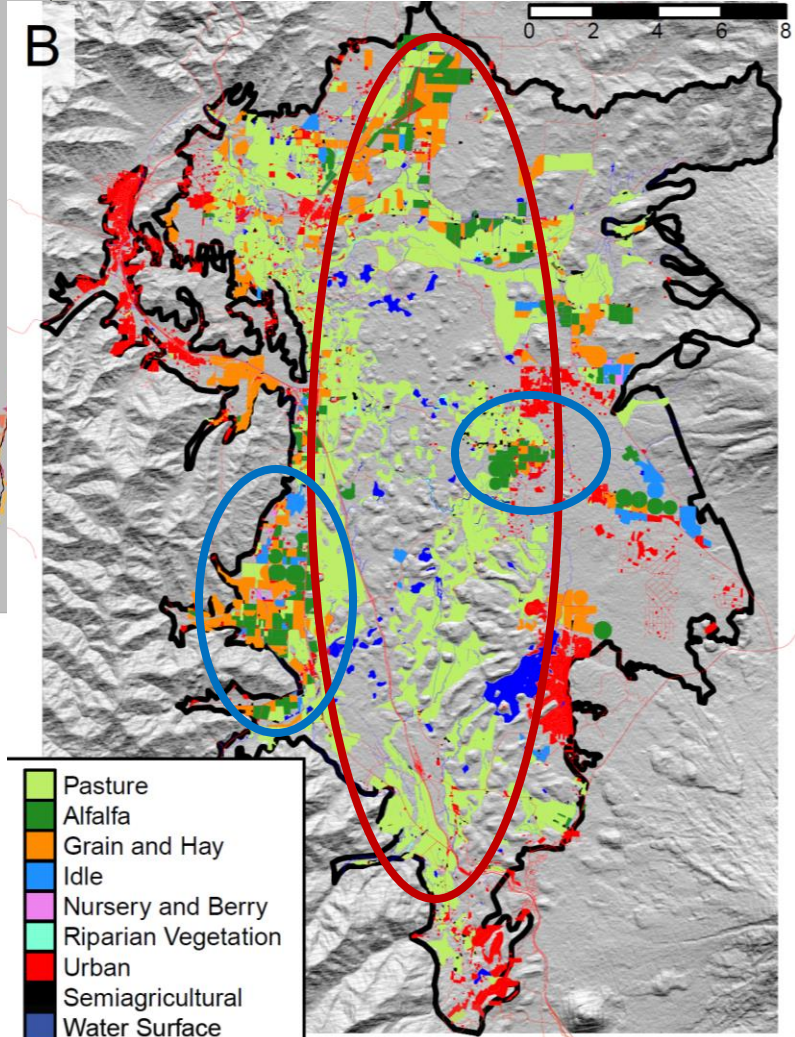 B
0 2 4 6 8
Pasture
Alfalfa
Grain and Hay
Idle
Nursery and Berry
Riparian Vegetation
Urban
Semiagricultural
Water Surface